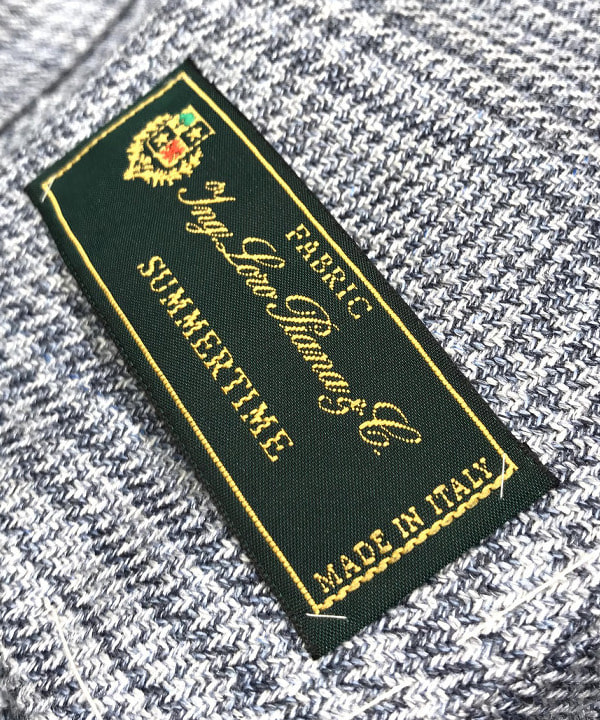 FABRIC
Ing. Loro Piana & C.
SUMMERTIME
MADE IN ITALY